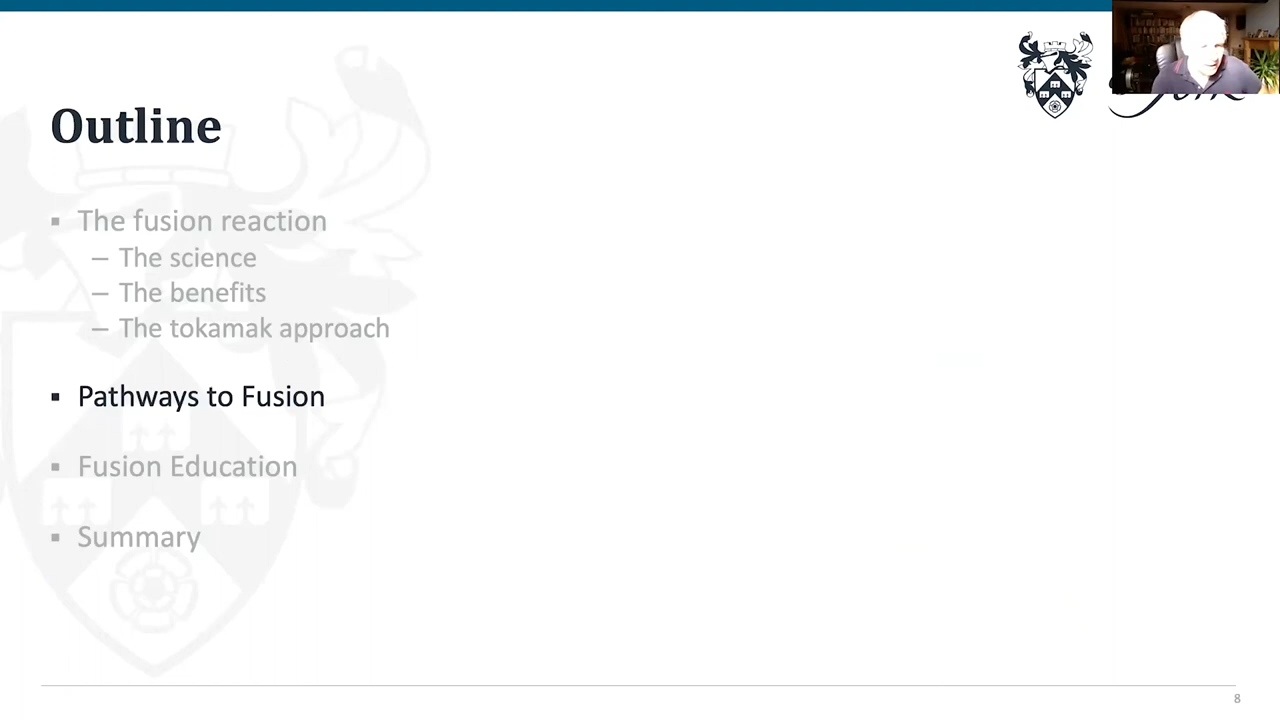 Outline
▪ The fusion reaction
– The science
– The benefits
– The tokamak approach
▪ Pathways to Fusion
▪ Fusion Education
▪ Summary
8